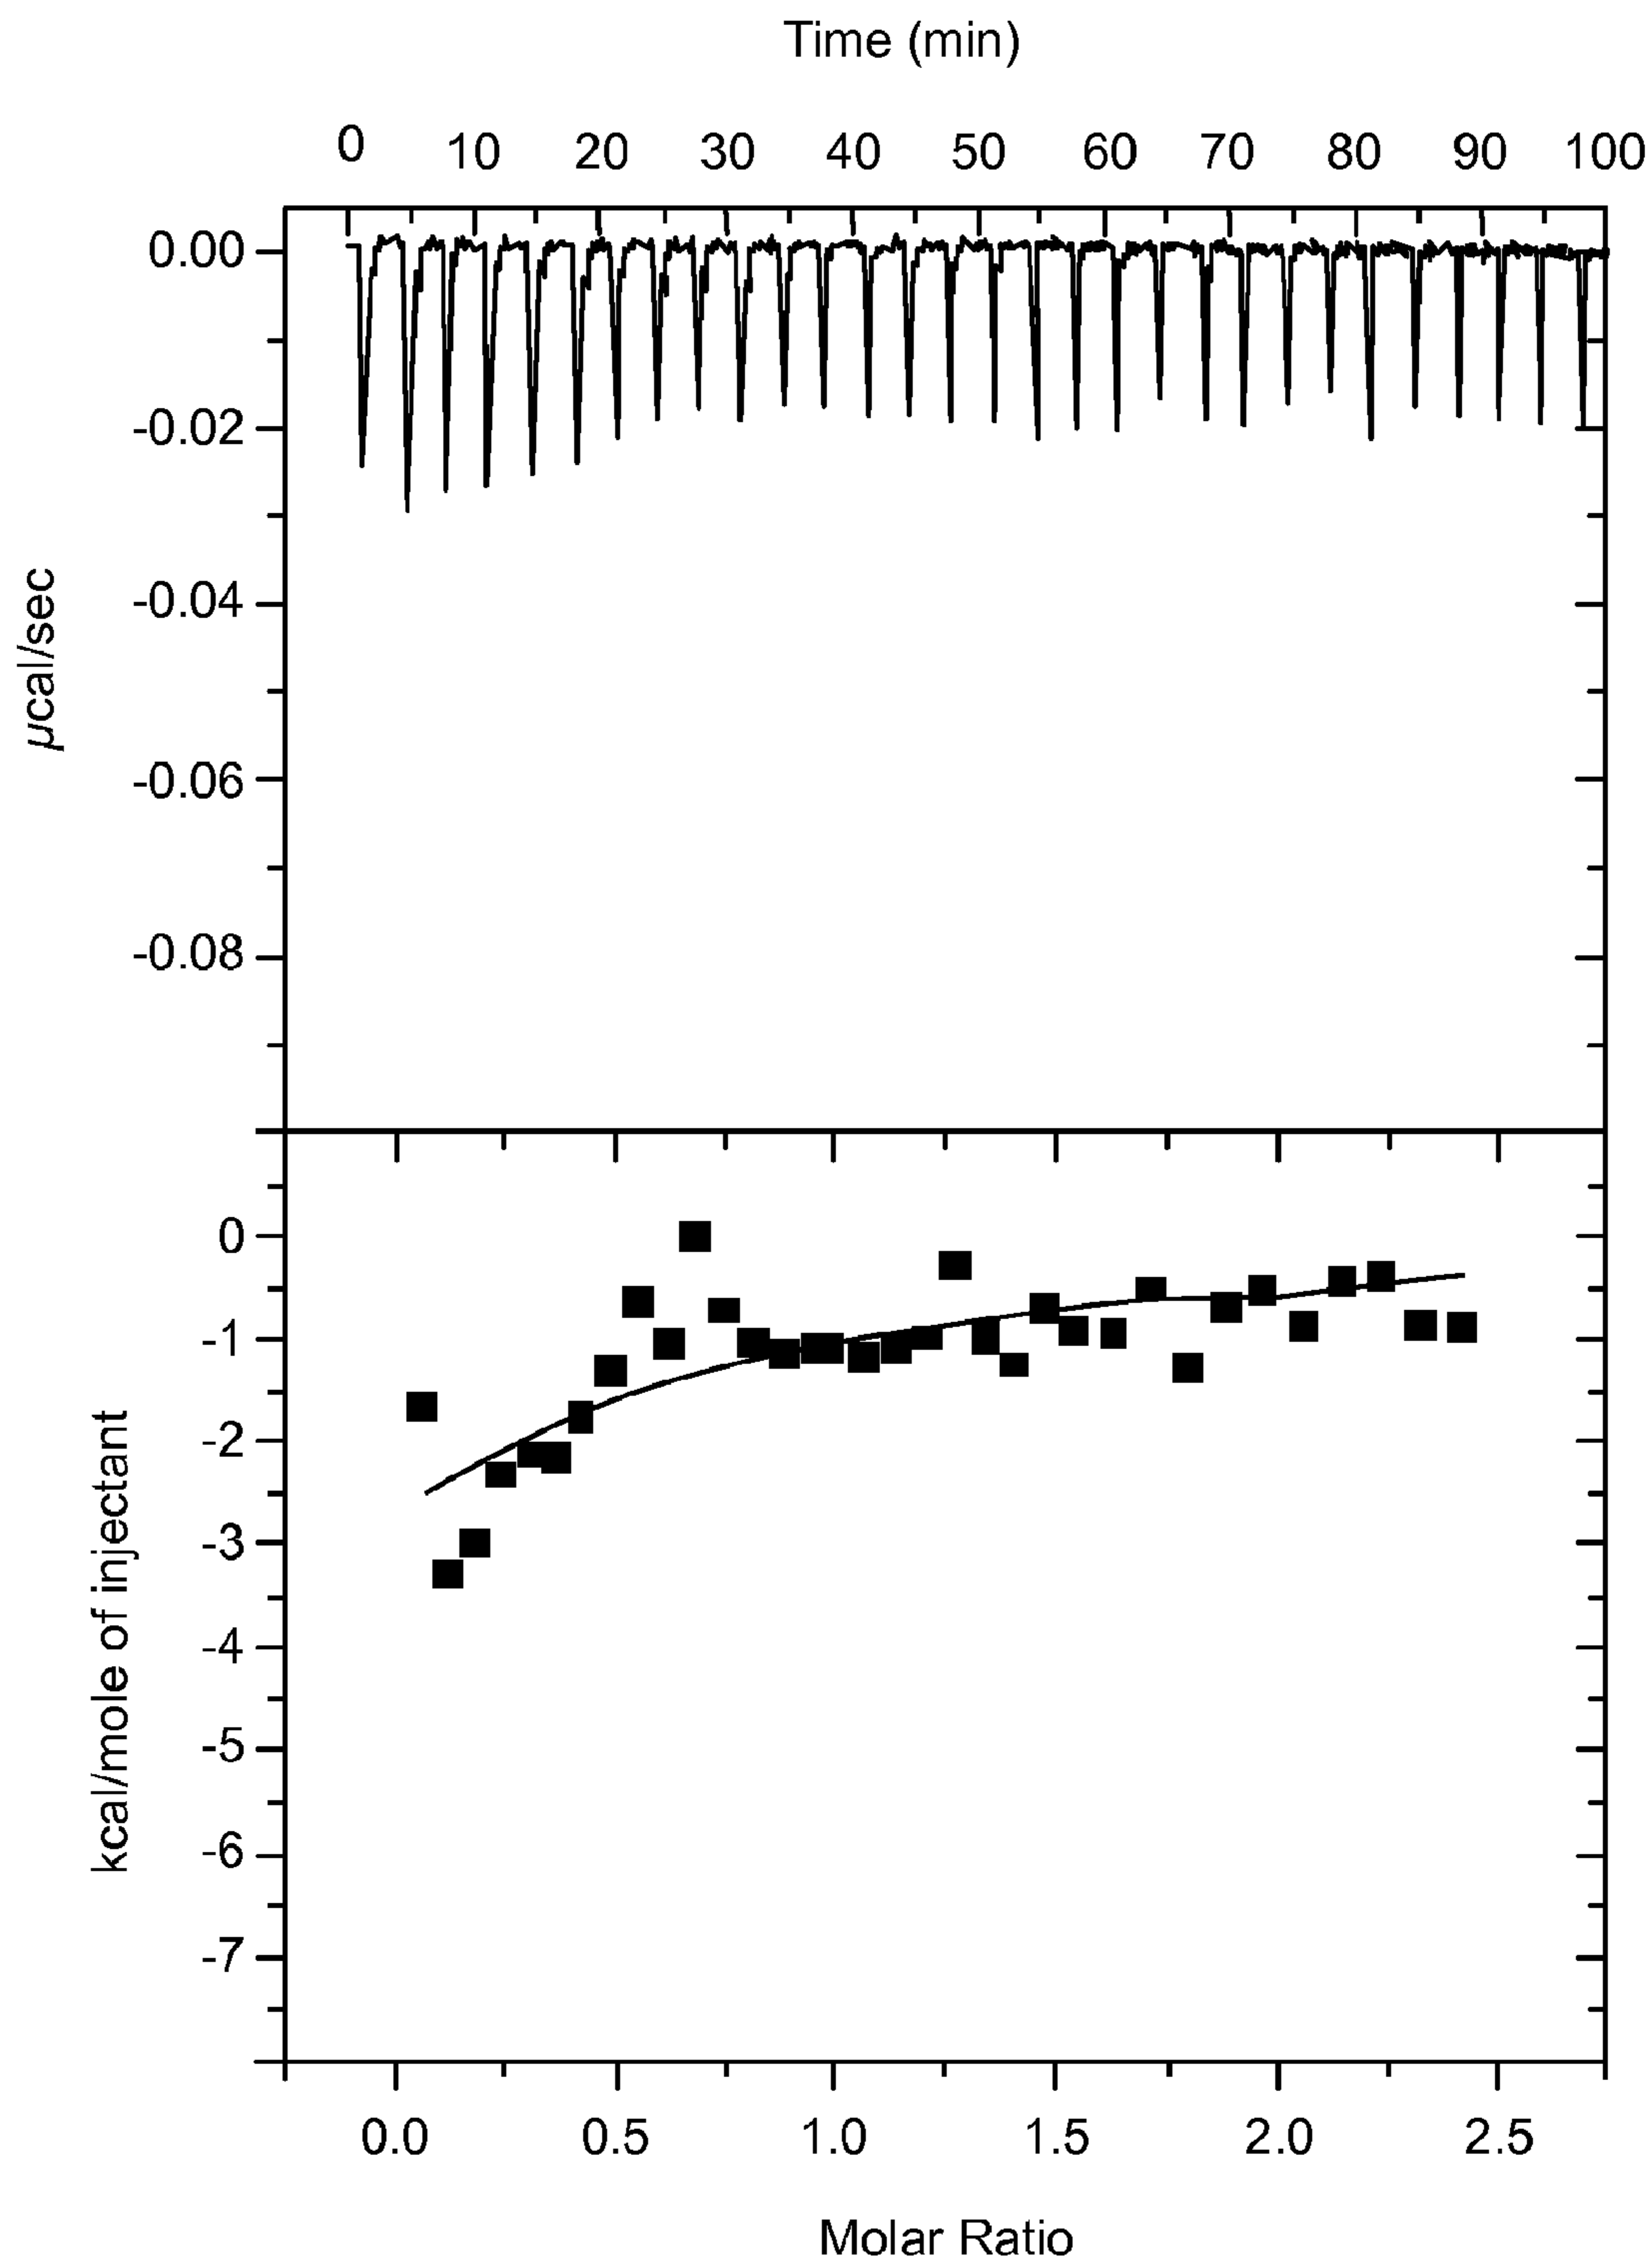 Time (min)
0 10 20 30 40 50 60 70 80 90 100
0.00
-0.02
-0.04
-0.06
-0.08
µcal/sec
0
-1
-2
-3
-4
-5
-6
-7
kcal/mole of injectant
0.0 0.5 1.0 1.5 2.0 2.5
Molar Ratio